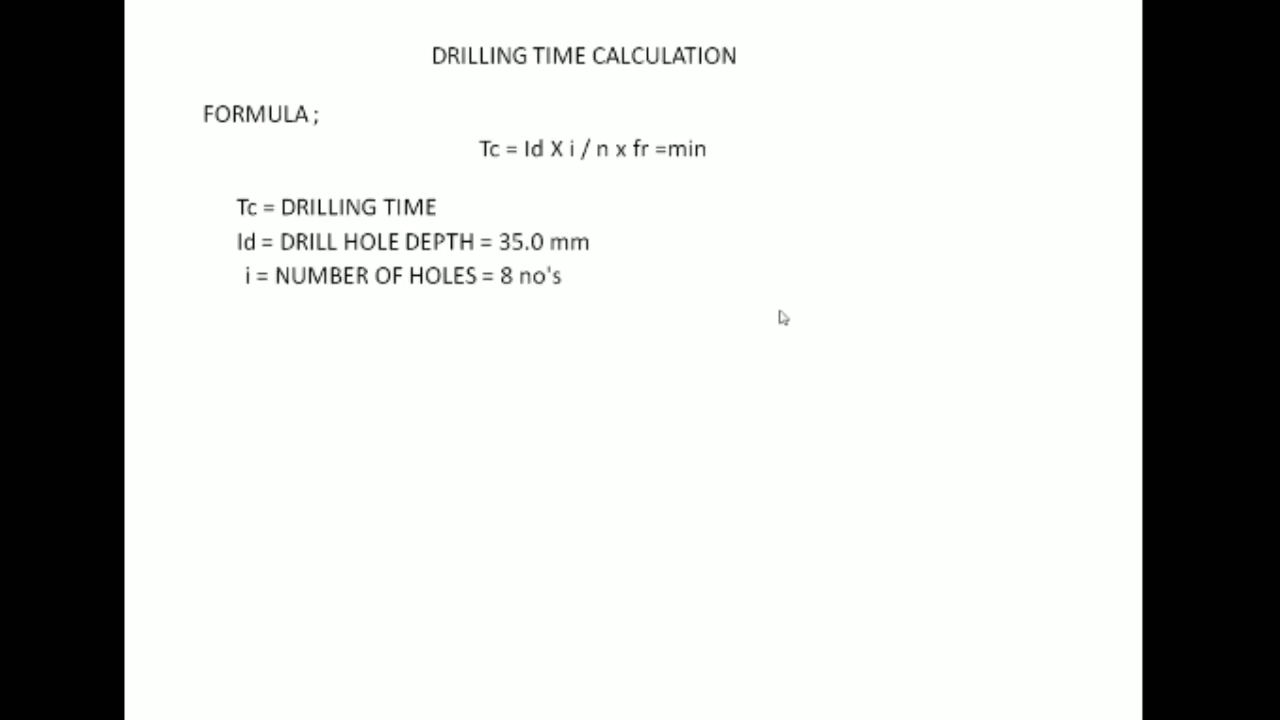 DRILLING TIME CALCULATION
FORMULA ;
Tc = Id X i / n x fr =min
Tc = DRILLING TIME
Id = DRILL HOLE DEPTH = 35.0 mm
i = NUMBER OF HOLES = 8 no's